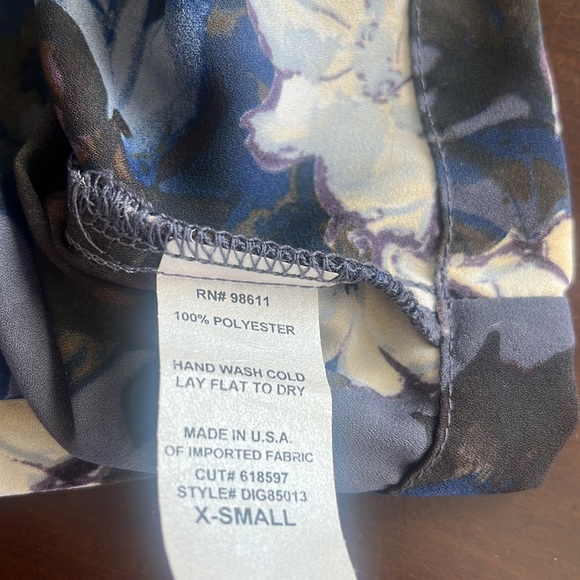 RN# 98611
100% POLYESTER
HAND WASH COLD
LAY FLAT TO DRY
MADE IN U.S.A.
OF IMPORTED FABRIC
CUT# 618597
STYLE# DIG85013
X-SMALL